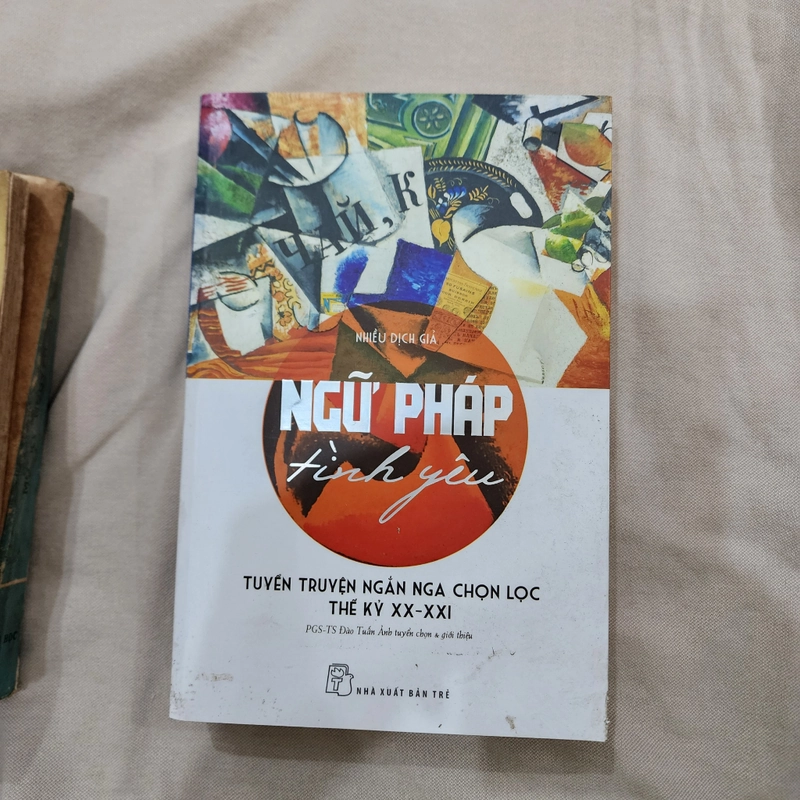 ЧАЙ, К
NHIỀU DỊCH GIẢ
NGỮ PHÁP
tình yêu
TUYỂN TRUYỆN NGẮN NGA CHỌN LỌC
THẾ KỶ XX-XXI
PGS-TS Đào Tuấn Ảnh tuyển chọn & giới thiệu
NHÀ XUẤT BẢN TRẺ